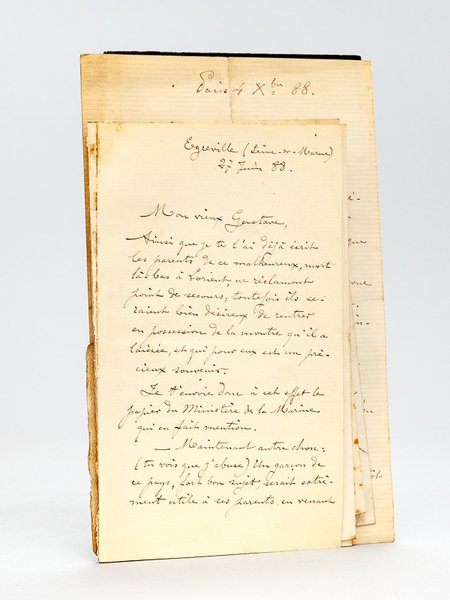 Paris 4 Xbre 88.
Egreville (Seine-et-Marne)
27 Juin 88.
Mon vieux Gustave,
Ainsi que je te l'ai déjà écrit
les parents de ce malheureux, mort
là-bas à Lorient, ne réclament
point de secours; toutefois ils se-
raient bien désireux de rentrer
en possession de la montre qu'il a
laissée, et qui pour eux est un pré-
cieux souvenir.
Je t'envoie donc à cet effet le
papier du Ministère de la Marine
qui en fait mention.
— Maintenant autre chose:
(tu vois que j'abuse) Un garçon de
ce pays, fort bon sujet, serait extrê-
ment utile à ses parents en venant